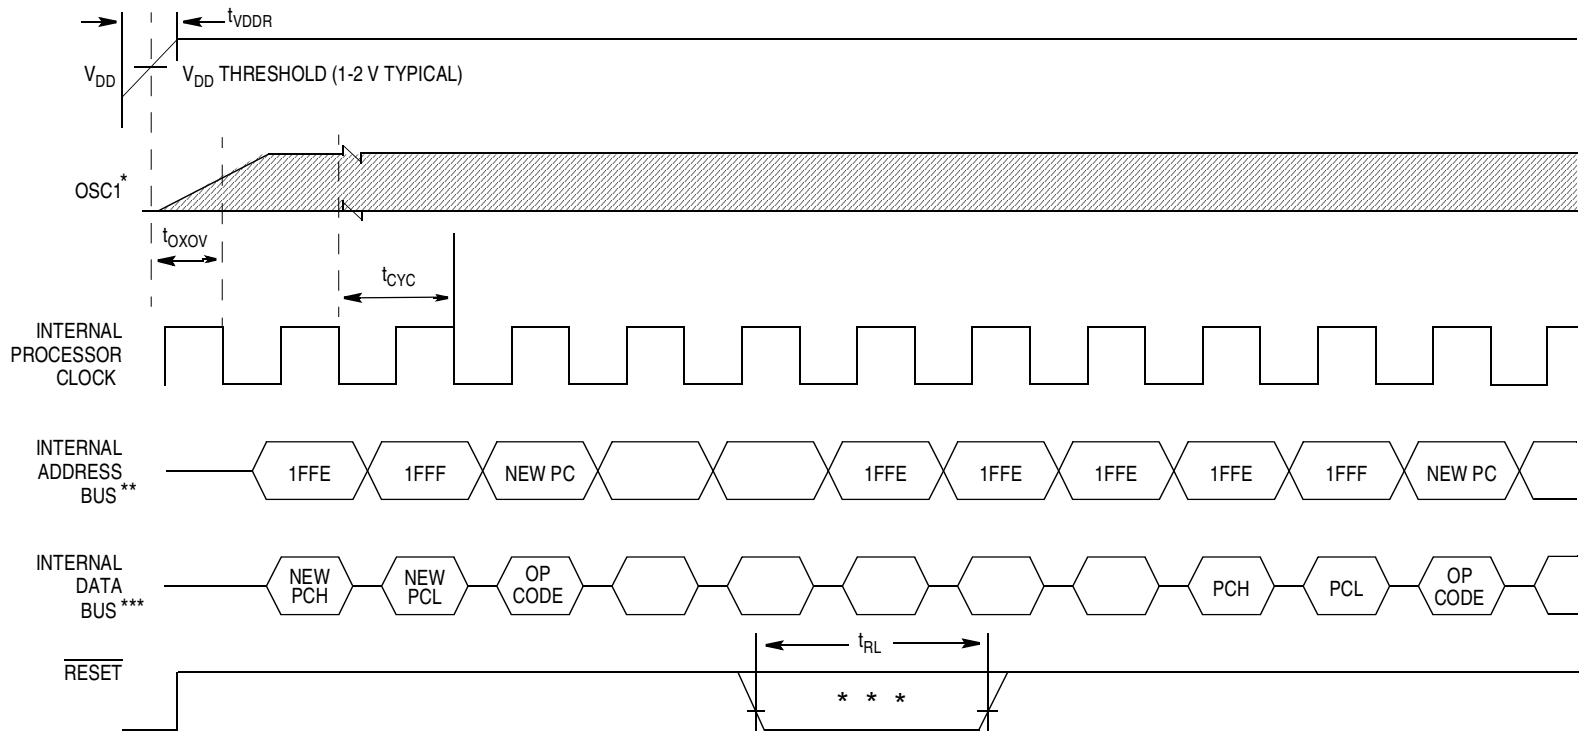 tVDDR
VDD
VDD THRESHOLD (1-2 V TYPICAL)
OSC1*
tOXOV
tCYC
INTERNAL
PROCESSOR
CLOCK
INTERNAL
ADDRESS
BUS **
1FFE 1FFF NEW PC 1FFE 1FFE 1FFE 1FFE 1FFF NEW PC
INTERNAL
DATA
BUS ***
NEW
PCH
NEW
PCL
OP
CODE
PCH
PCL
OP
CODE
tRL
RESET
* * *